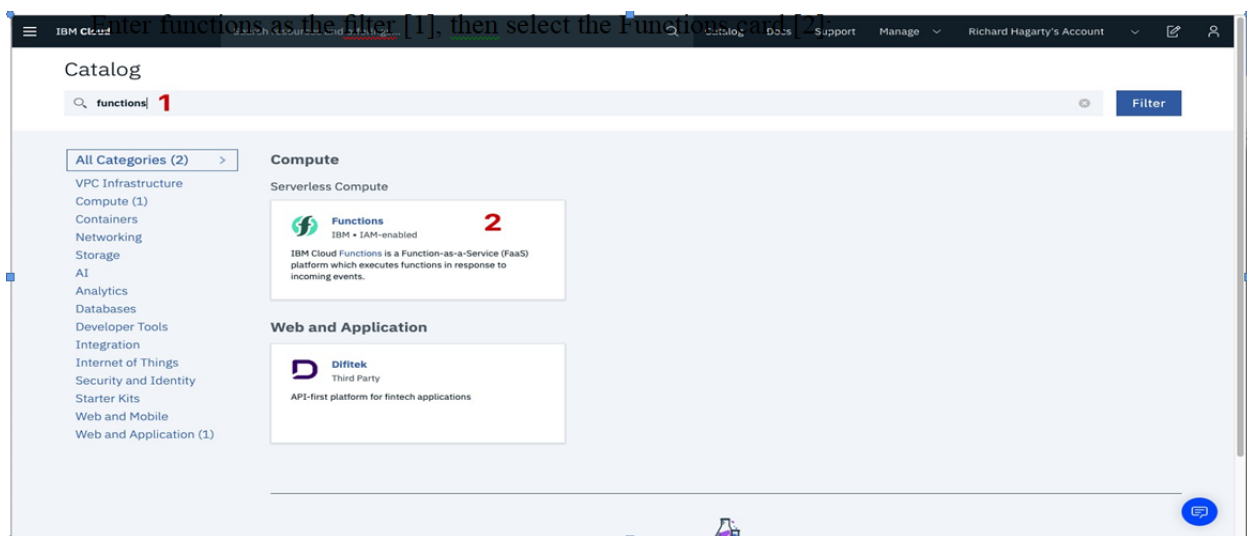 Enter functions as the filter [1], then select the Functions card [2]:
IBM Cloud Search resources and Catalog Docs Support Manage Richard Hagarty's Account
Catalog
functions 1
Filter
All Categories (2) >
VPC Infrastructure
Compute (1)
Containers
Networking
Storage
AI
Analytics
Databases
Developer Tools
Integration
Internet of Things
Security and Identity
Starter Kits
Web and Mobile
Web and Application (1)
Compute
Serverless Compute
Functions 2
IBM • IAM-enabled
IBM Cloud Functions is a Function-as-a-Service (FaaS)
platform which executes functions in response to
incoming events.
Web and Application
Difitek
Third Party
API-first platform for fintech applications